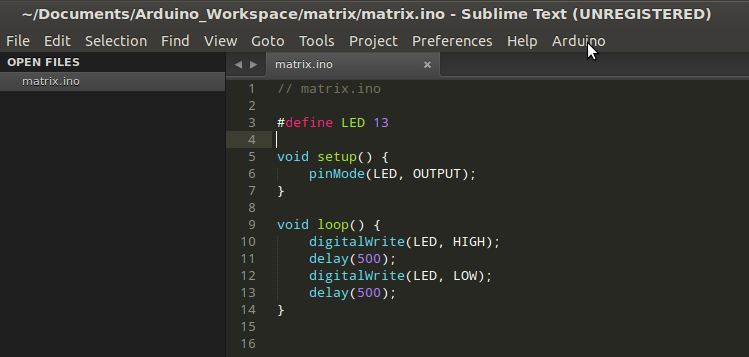 ~/Documents/Arduino_Workspace/matrix/matrix.ino - Sublime Text (UNREGISTERED)
File Edit Selection Find View Goto Tools Project Preferences Help Arduino
OPEN FILES
matrix.ino
matrix.ino ×
1 // matrix.ino
2
3 #define LED 13
4
5 void setup() {
6     pinMode(LED, OUTPUT);
7 }
8
9 void loop() {
10     digitalWrite(LED, HIGH);
11     delay(500);
12     digitalWrite(LED, LOW);
13     delay(500);
14 }
15
16